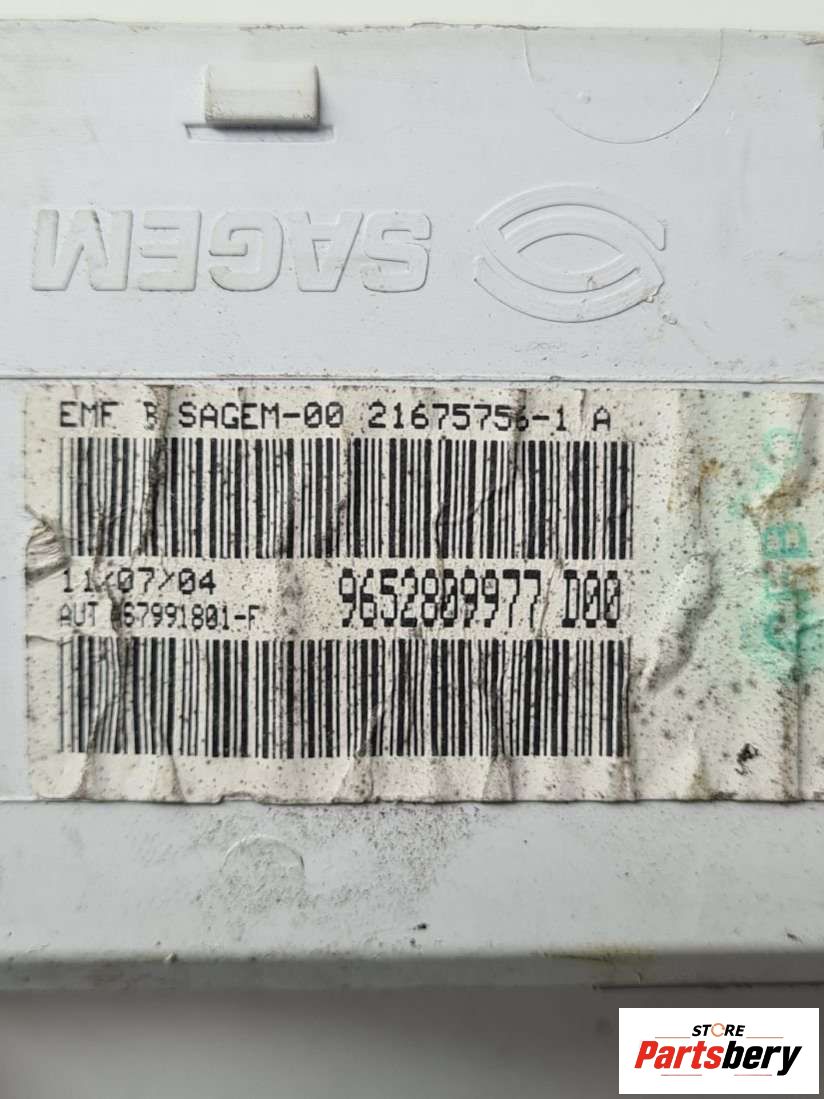 SAGEM
EMF B SAGEM-00 21675756-1 A
11/07/04
9652809977 D00
AUT 67991801-F
STORE
Partsbery